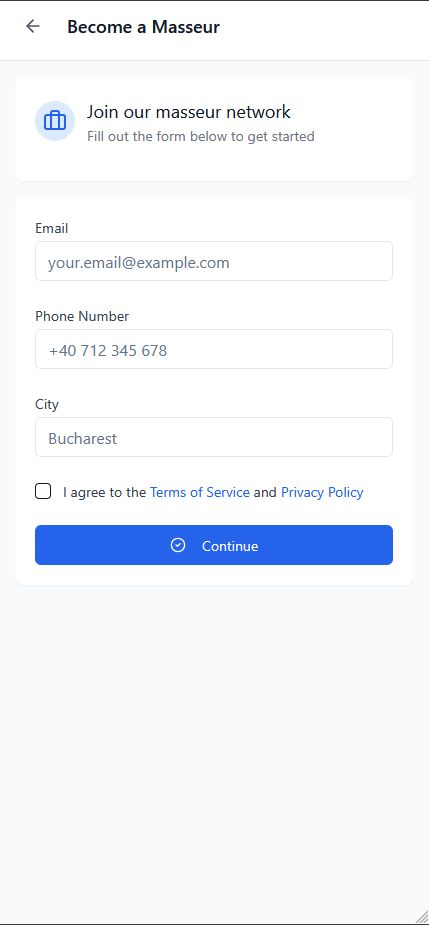 Become a Masseur
Join our masseur network
Fill out the form below to get started
Email
your.email@example.com
Phone Number
+40 712 345 678
City
Bucharest
I agree to the Terms of Service and Privacy Policy
Continue